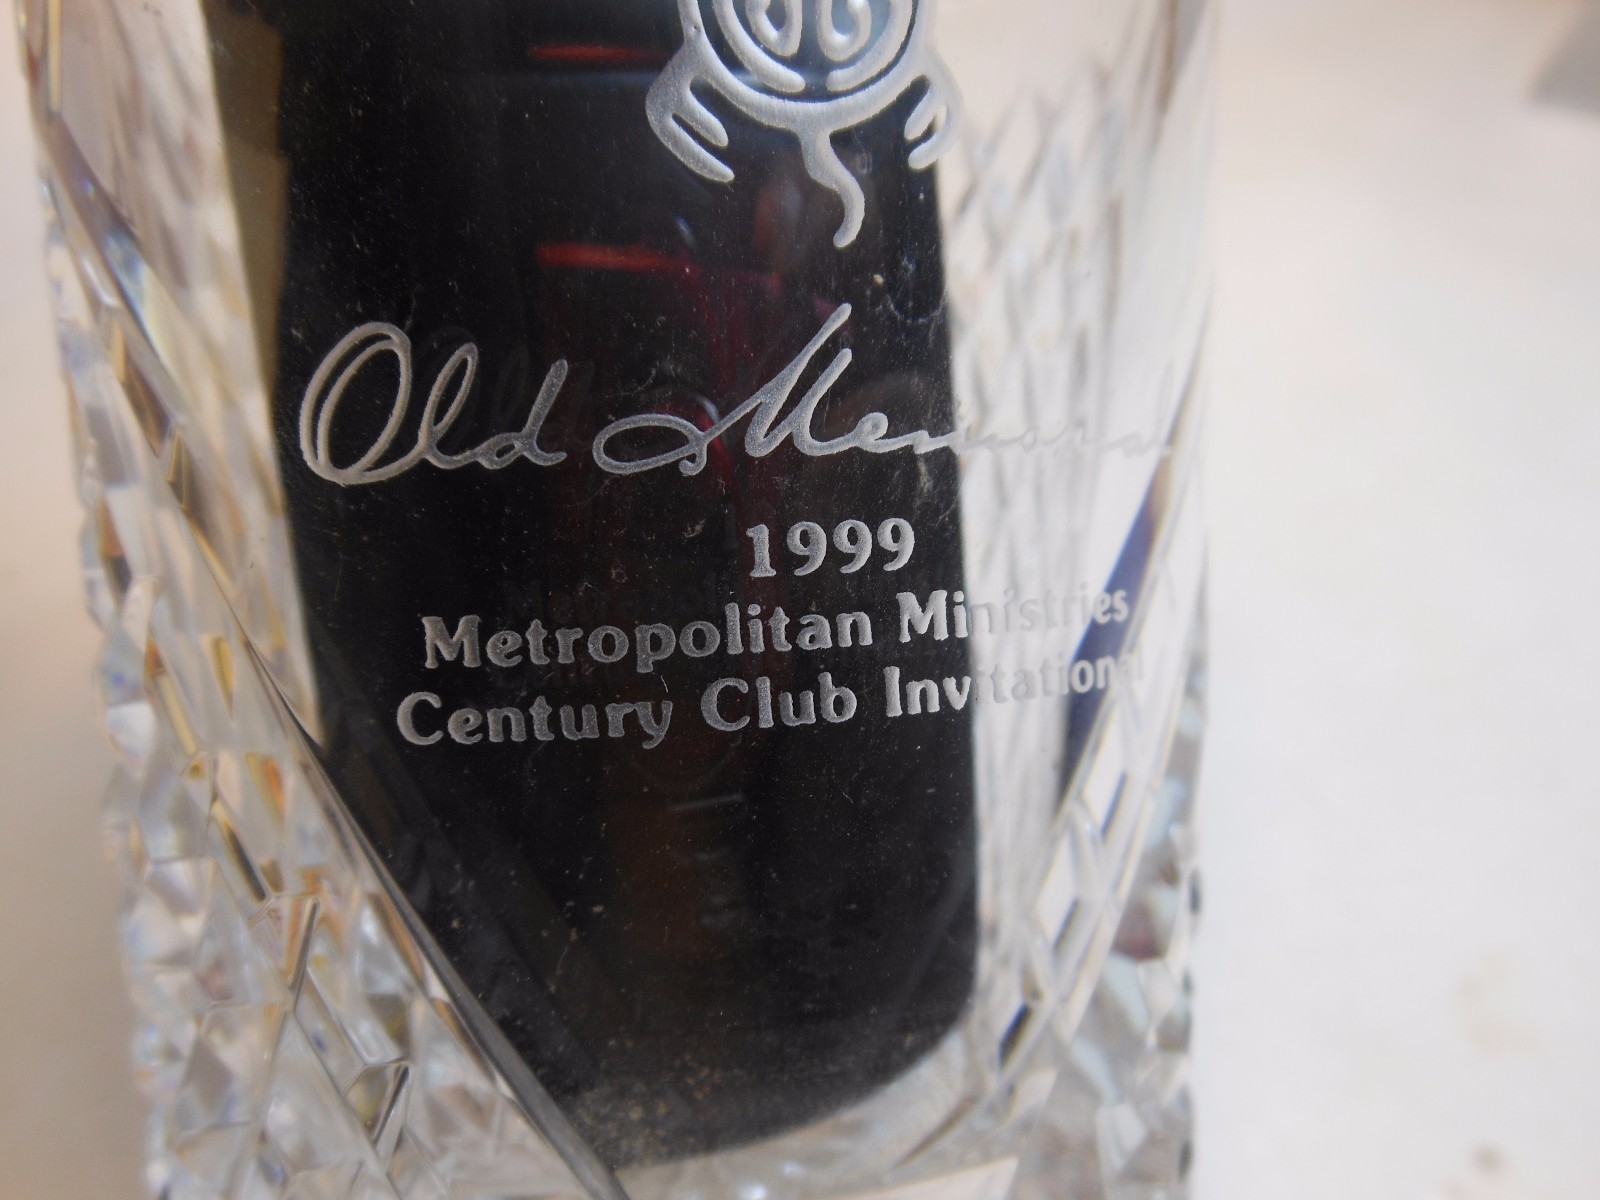 Old Memorial
1999
Metropolitan Ministries
Century Club Invitational